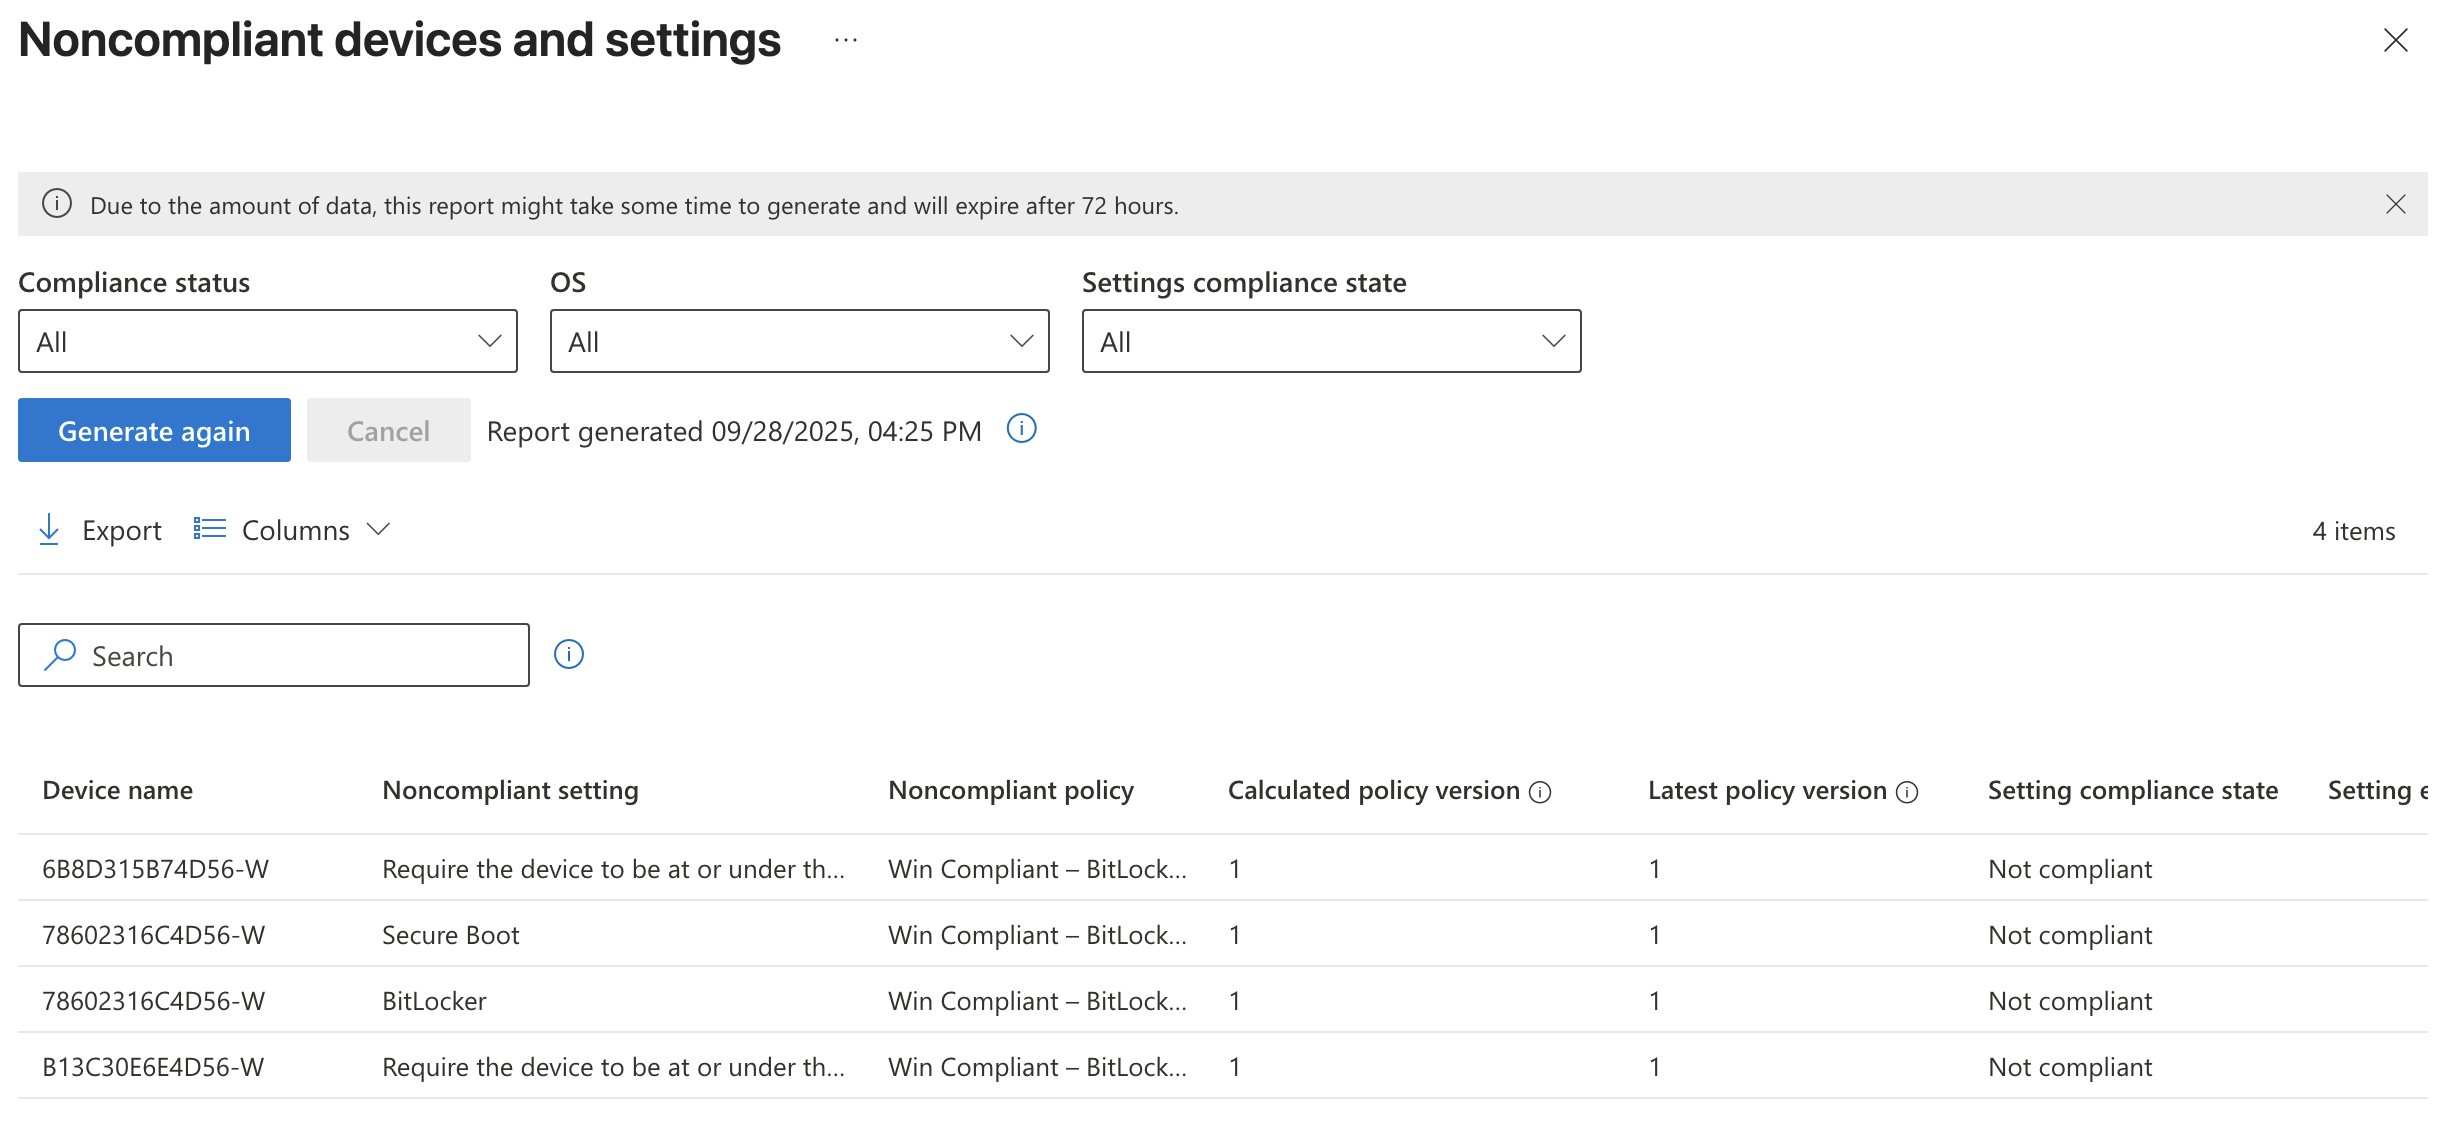 Noncompliant devices and settings ...
Due to the amount of data, this report might take some time to generate and will expire after 72 hours.
Compliance status OS Settings compliance state
All All All
Generate again Cancel Report generated 09/28/2025, 04:25 PM
Export Columns 4 items
Search
Device name Noncompliant setting Noncompliant policy Calculated policy version Latest policy version Setting compliance state Setting e
6B8D315B74D56-W Require the device to be at or under th... Win Compliant – BitLock... 1 1 Not compliant
78602316C4D56-W Secure Boot Win Compliant – BitLock... 1 1 Not compliant
78602316C4D56-W BitLocker Win Compliant – BitLock... 1 1 Not compliant
B13C30E6E4D56-W Require the device to be at or under th... Win Compliant – BitLock... 1 1 Not compliant